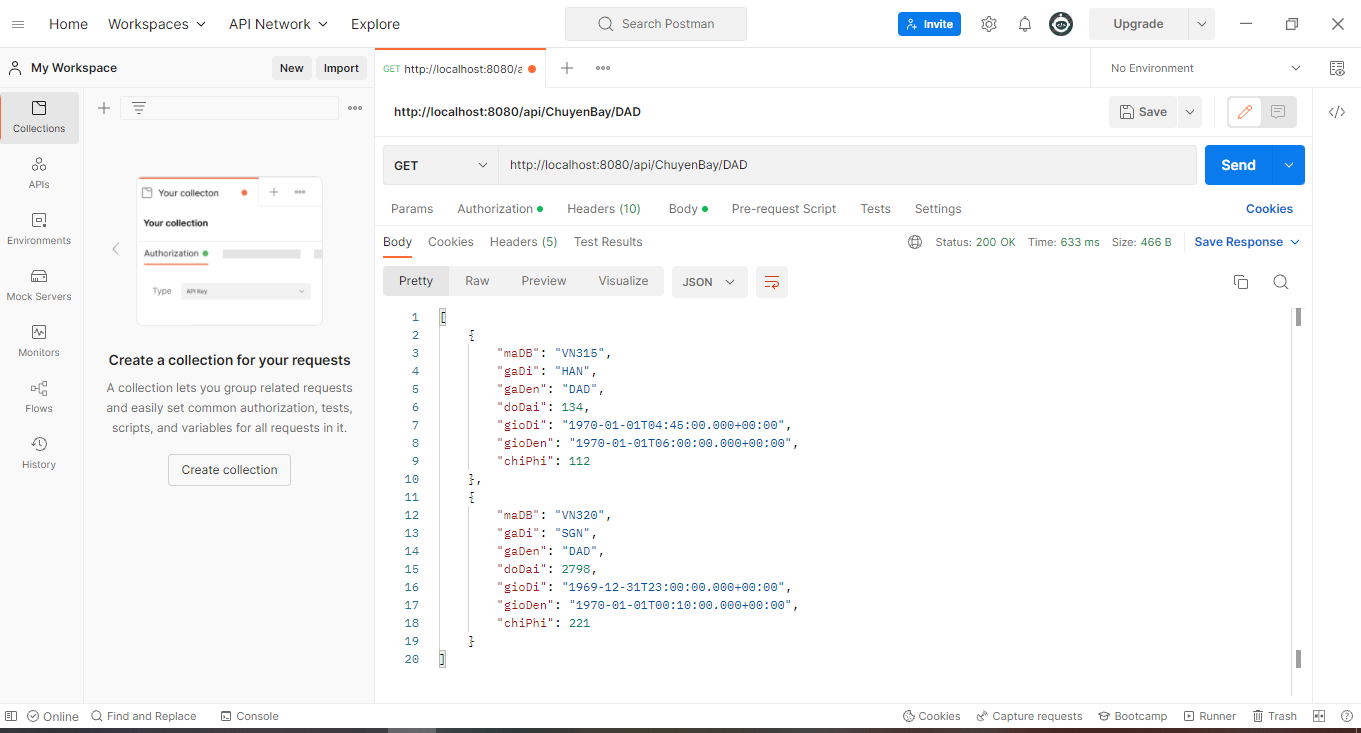 Home Workspaces API Network Explore Search Postman Invite Upgrade
My Workspace New Import GET http://localhost:8080/a No Environment
Collections
APIs
Environments
Mock Servers
Monitors
Flows
History
Your collecton
Your collection
Authorization
Type API Key
Create a collection for your requests
A collection lets you group related requests
and easily set common authorization, tests,
scripts, and variables for all requests in it.
Create collection
http://localhost:8080/api/ChuyenBay/DAD Save
GET http://localhost:8080/api/ChuyenBay/DAD Send
Params Authorization Headers (10) Body Pre-request Script Tests Settings Cookies
Body Cookies Headers (5) Test Results Status: 200 OK Time: 633 ms Size: 466 B Save Response
Pretty Raw Preview Visualize JSON
1 [
2 {
3 "maDB": "VN315",
4 "gaDi": "HAN",
5 "gaDen": "DAD",
6 "doDai": 134,
7 "gioDi": "1970-01-01T04:45:00.000+00:00",
8 "gioDen": "1970-01-01T06:00:00.000+00:00",
9 "chiPhi": 112
10 },
11 {
12 "maDB": "VN320",
13 "gaDi": "SGN",
14 "gaDen": "DAD",
15 "doDai": 2798,
16 "gioDi": "1969-12-31T23:00:00.000+00:00",
17 "gioDen": "1970-01-01T00:10:00.000+00:00",
18 "chiPhi": 221
19 }
20 ]
Online Find and Replace Console Cookies Capture requests Bootcamp Runner Trash